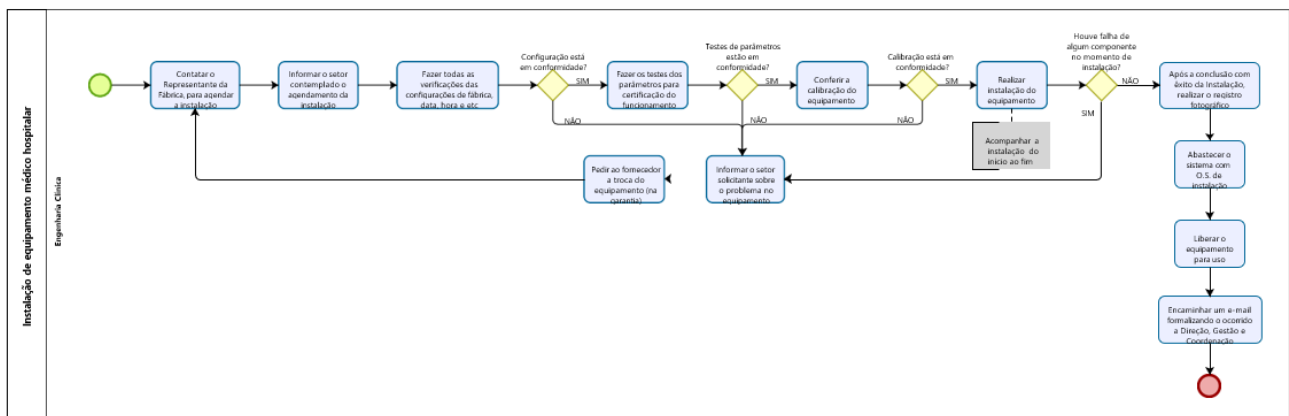 Instalação de equipamento médico hospitalar
Engenharia Clínica
Contatar o
Representante da
Fábrica, para agendar
a instalação
Informar o setor
contemplado o
agendamento da
instalação
Fazer todas as
verificações das
configurações de fábrica,
data, hora e etc
Configuração está
em conformidade?
SIM
NÃO
Fazer os testes dos
parâmetros para
certificação do
funcionamento
Testes de parâmetros
estão em
conformidade?
SIM
NÃO
Conferir a
calibração do
equipamento
Calibração está em
conformidade?
SIM
NÃO
Realizar
instalação do
equipamento
Acompanhar a
instalação do
início ao fim
Houve falha de
algum componente
no momento de
instalação?
NÃO
SIM
Após a conclusão com
êxito da Instalação,
realizar o registro
fotográfico
Pedir ao fornecedor
a troca do
equipamento (na
garantia)
Informar o setor
solicitante sobre
o problema no
equipamento
Abastecer o
sistema com
O.S. de
instalação
Liberar o
equipamento
para uso
Encaminhar um e-mail
formalizando o ocorrido
a Direção, Gestão e
Coordenação